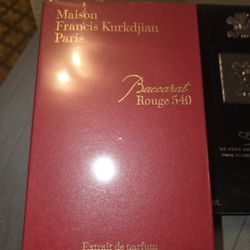 Maison
Francis Kurkdjian
Paris
Baccarat
Rouge 540
Extrait de parfum